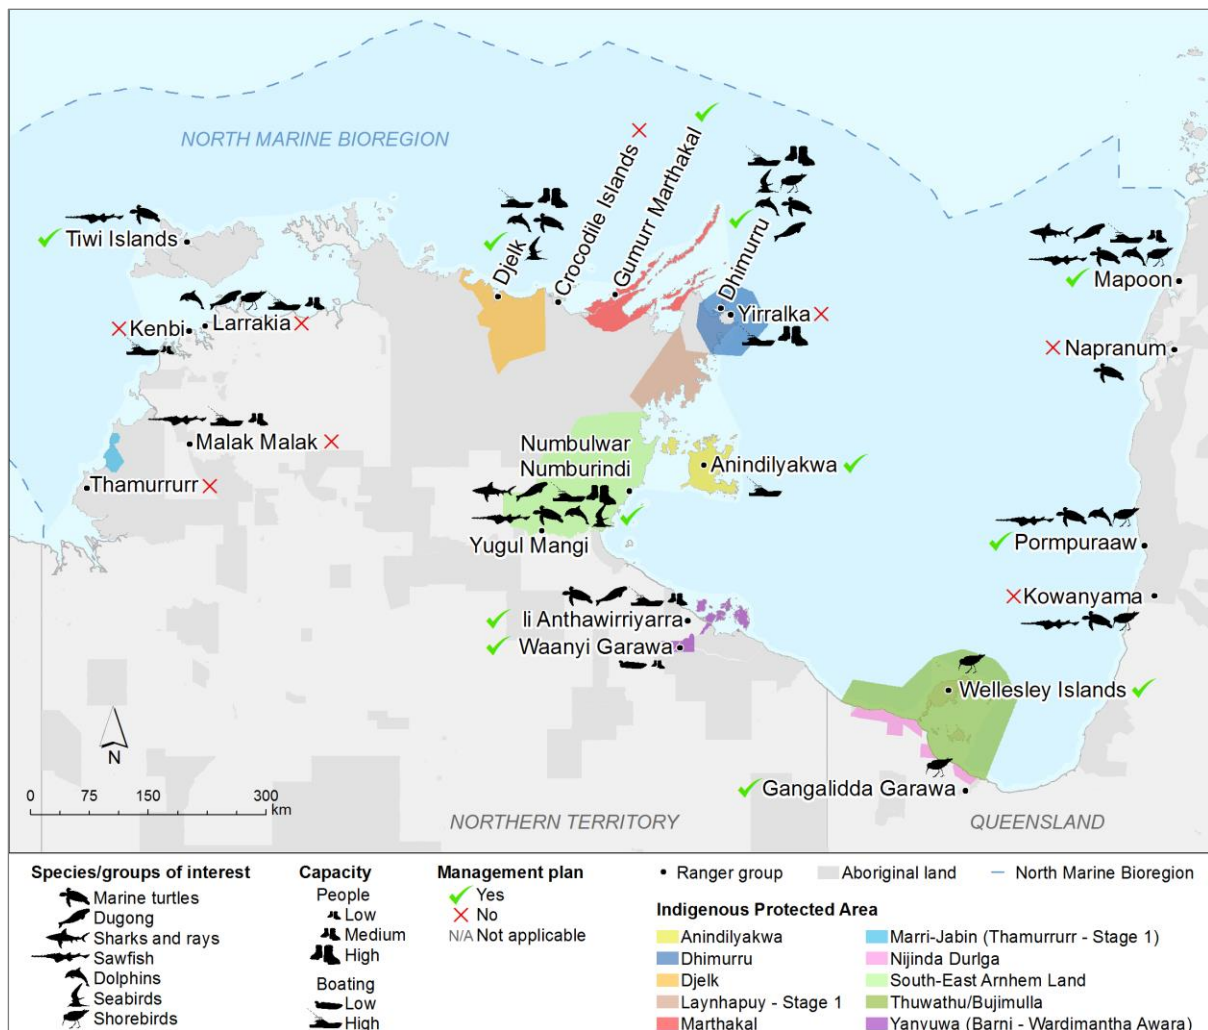 NORTH MARINE BIOREGION
Crocodile Islands
Gumurr Marthakal
Djelk
Dhimurru
Tiwi Islands
Mapoon
Kenbi
Larrakia
Yirralka
Napranum
Malak Malak
Numbulwar
Numburindi
Anindilyakwa
Thamurrurr
Yugul Mangi
Pormpuraaw
Kowanyama
li Anthawirriyarra
Waanyi Garawa
Wellesley Islands
Gangalidda Garawa
N
0 75 150 300
km
NORTHERN TERRITORY
QUEENSLAND
Species/groups of interest
Marine turtles
Dugong
Sharks and rays
Sawfish
Dolphins
Seabirds
Shorebirds
Capacity
People
Low
Medium
High
Boating
Low
High
Management plan
Yes
No
N/A Not applicable
Ranger group
Aboriginal land
North Marine Bioregion
Indigenous Protected Area
Anindilyakwa
Dhimurru
Djelk
Laynhapuy - Stage 1
Marthakal
Marri-Jabin (Thamurrurr - Stage 1)
Nijinda Durlga
South-East Arnhem Land
Thuwathu/Bujimulla
Yanyuwa (Barni - Wardimantha Awara)